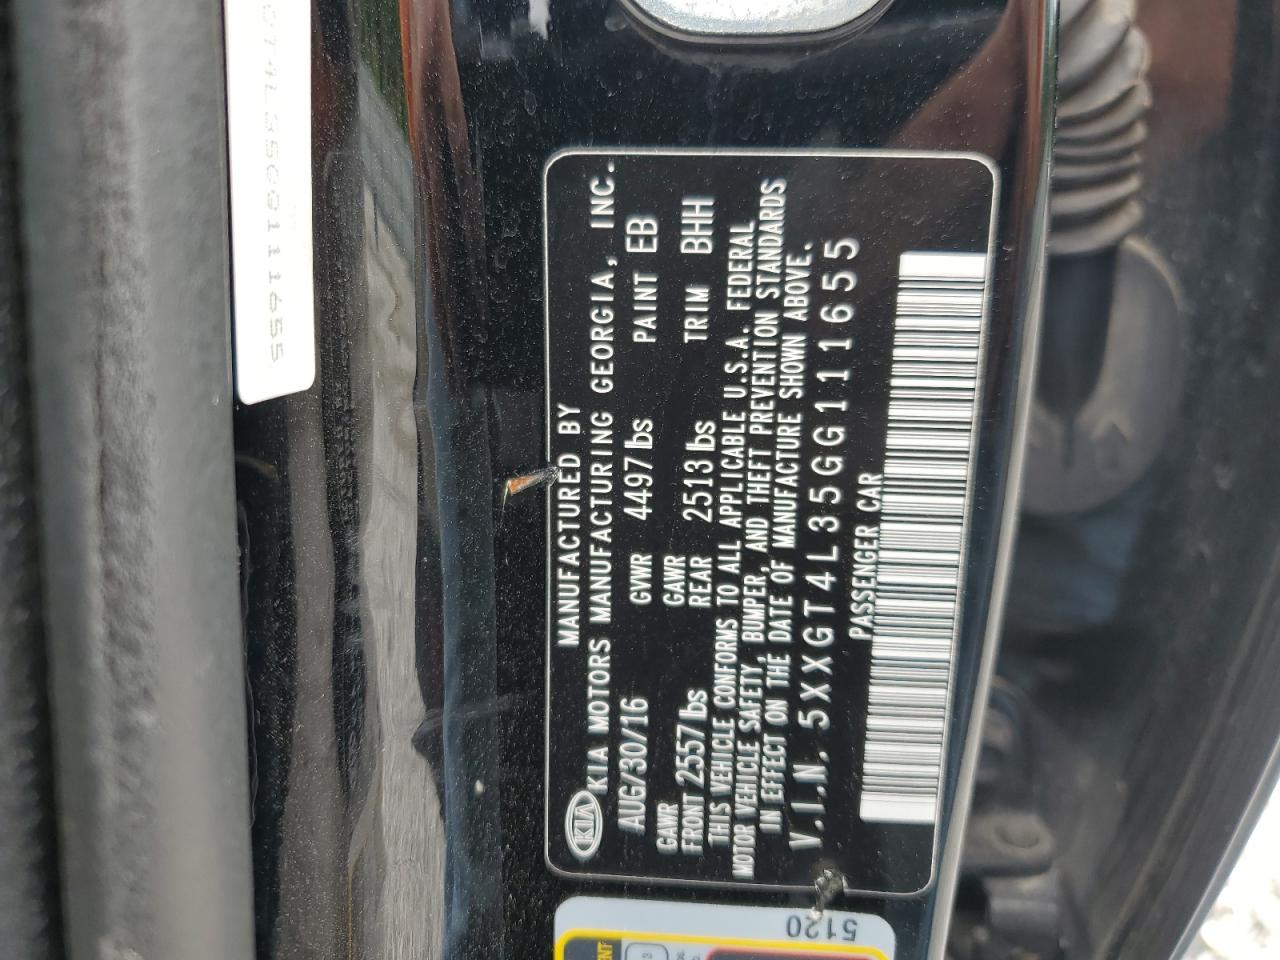 MANUFACTURED BY
KIA KIA MOTORS MANUFACTURING GEORGIA, INC.
AUG/30/16 GVWR 4497 lbs PAINT EB
GAWR FRONT 2557 lbs GAWR REAR 2513 lbs TRIM BHH
THIS VEHICLE CONFORMS TO ALL APPLICABLE U.S.A. FEDERAL
MOTOR VEHICLE SAFETY, BUMPER, AND THEFT PREVENTION STANDARDS
IN EFFECT ON THE DATE OF MANUFACTURE SHOWN ABOVE.
V.I.N. 5XXGT4L35GG111655
PASSENGER CAR
5120